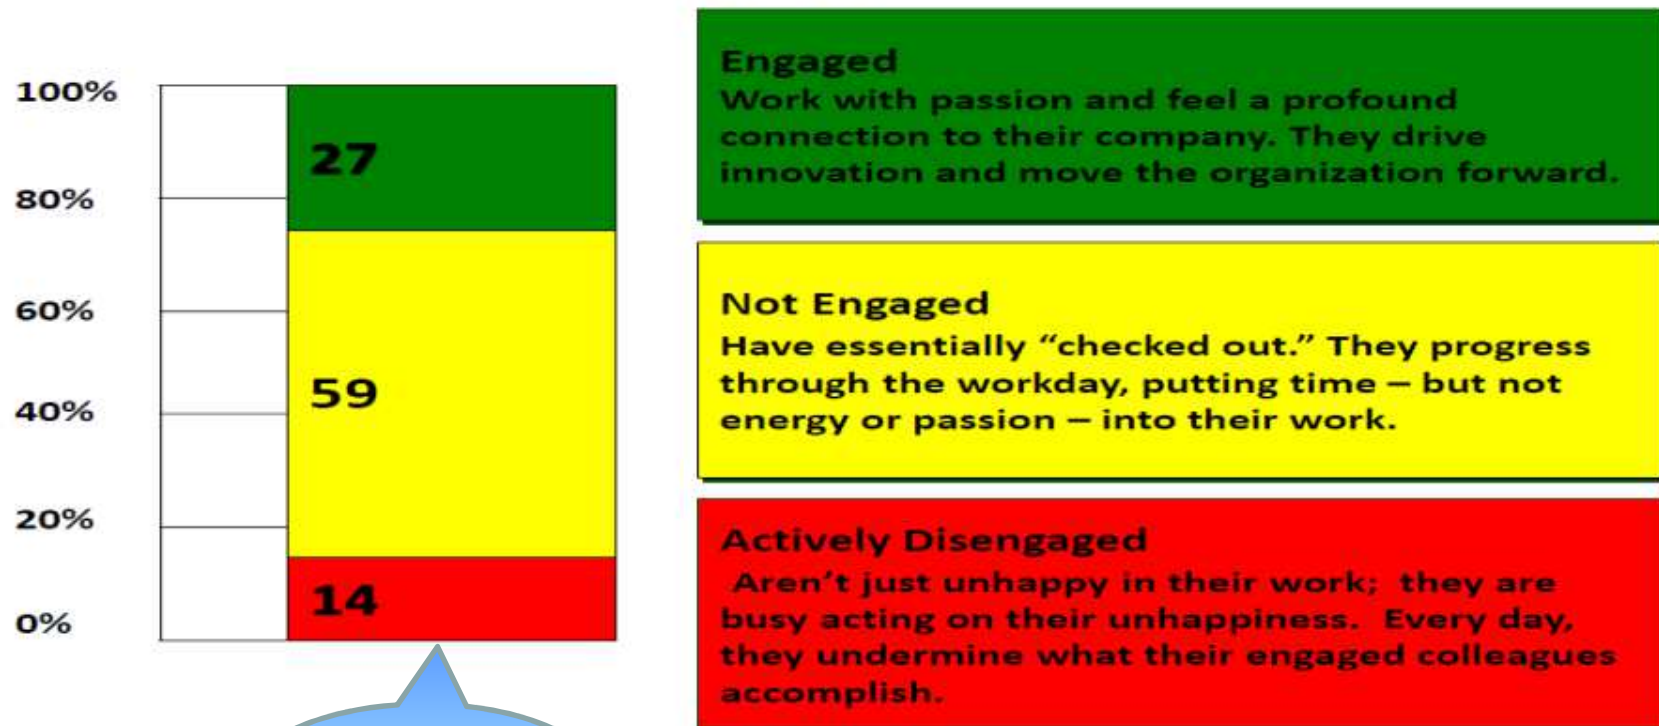 100%
80%
60%
40%
20%
0%
27
59
14
Engaged
Work with passion and feel a profound
connection to their company. They drive
innovation and move the organization forward.
Not Engaged
Have essentially “checked out.” They progress
through the workday, putting time – but not
energy or passion – into their work.
Actively Disengaged
Aren’t just unhappy in their work; they are
busy acting on their unhappiness. Every day,
they undermine what their engaged colleagues
accomplish.